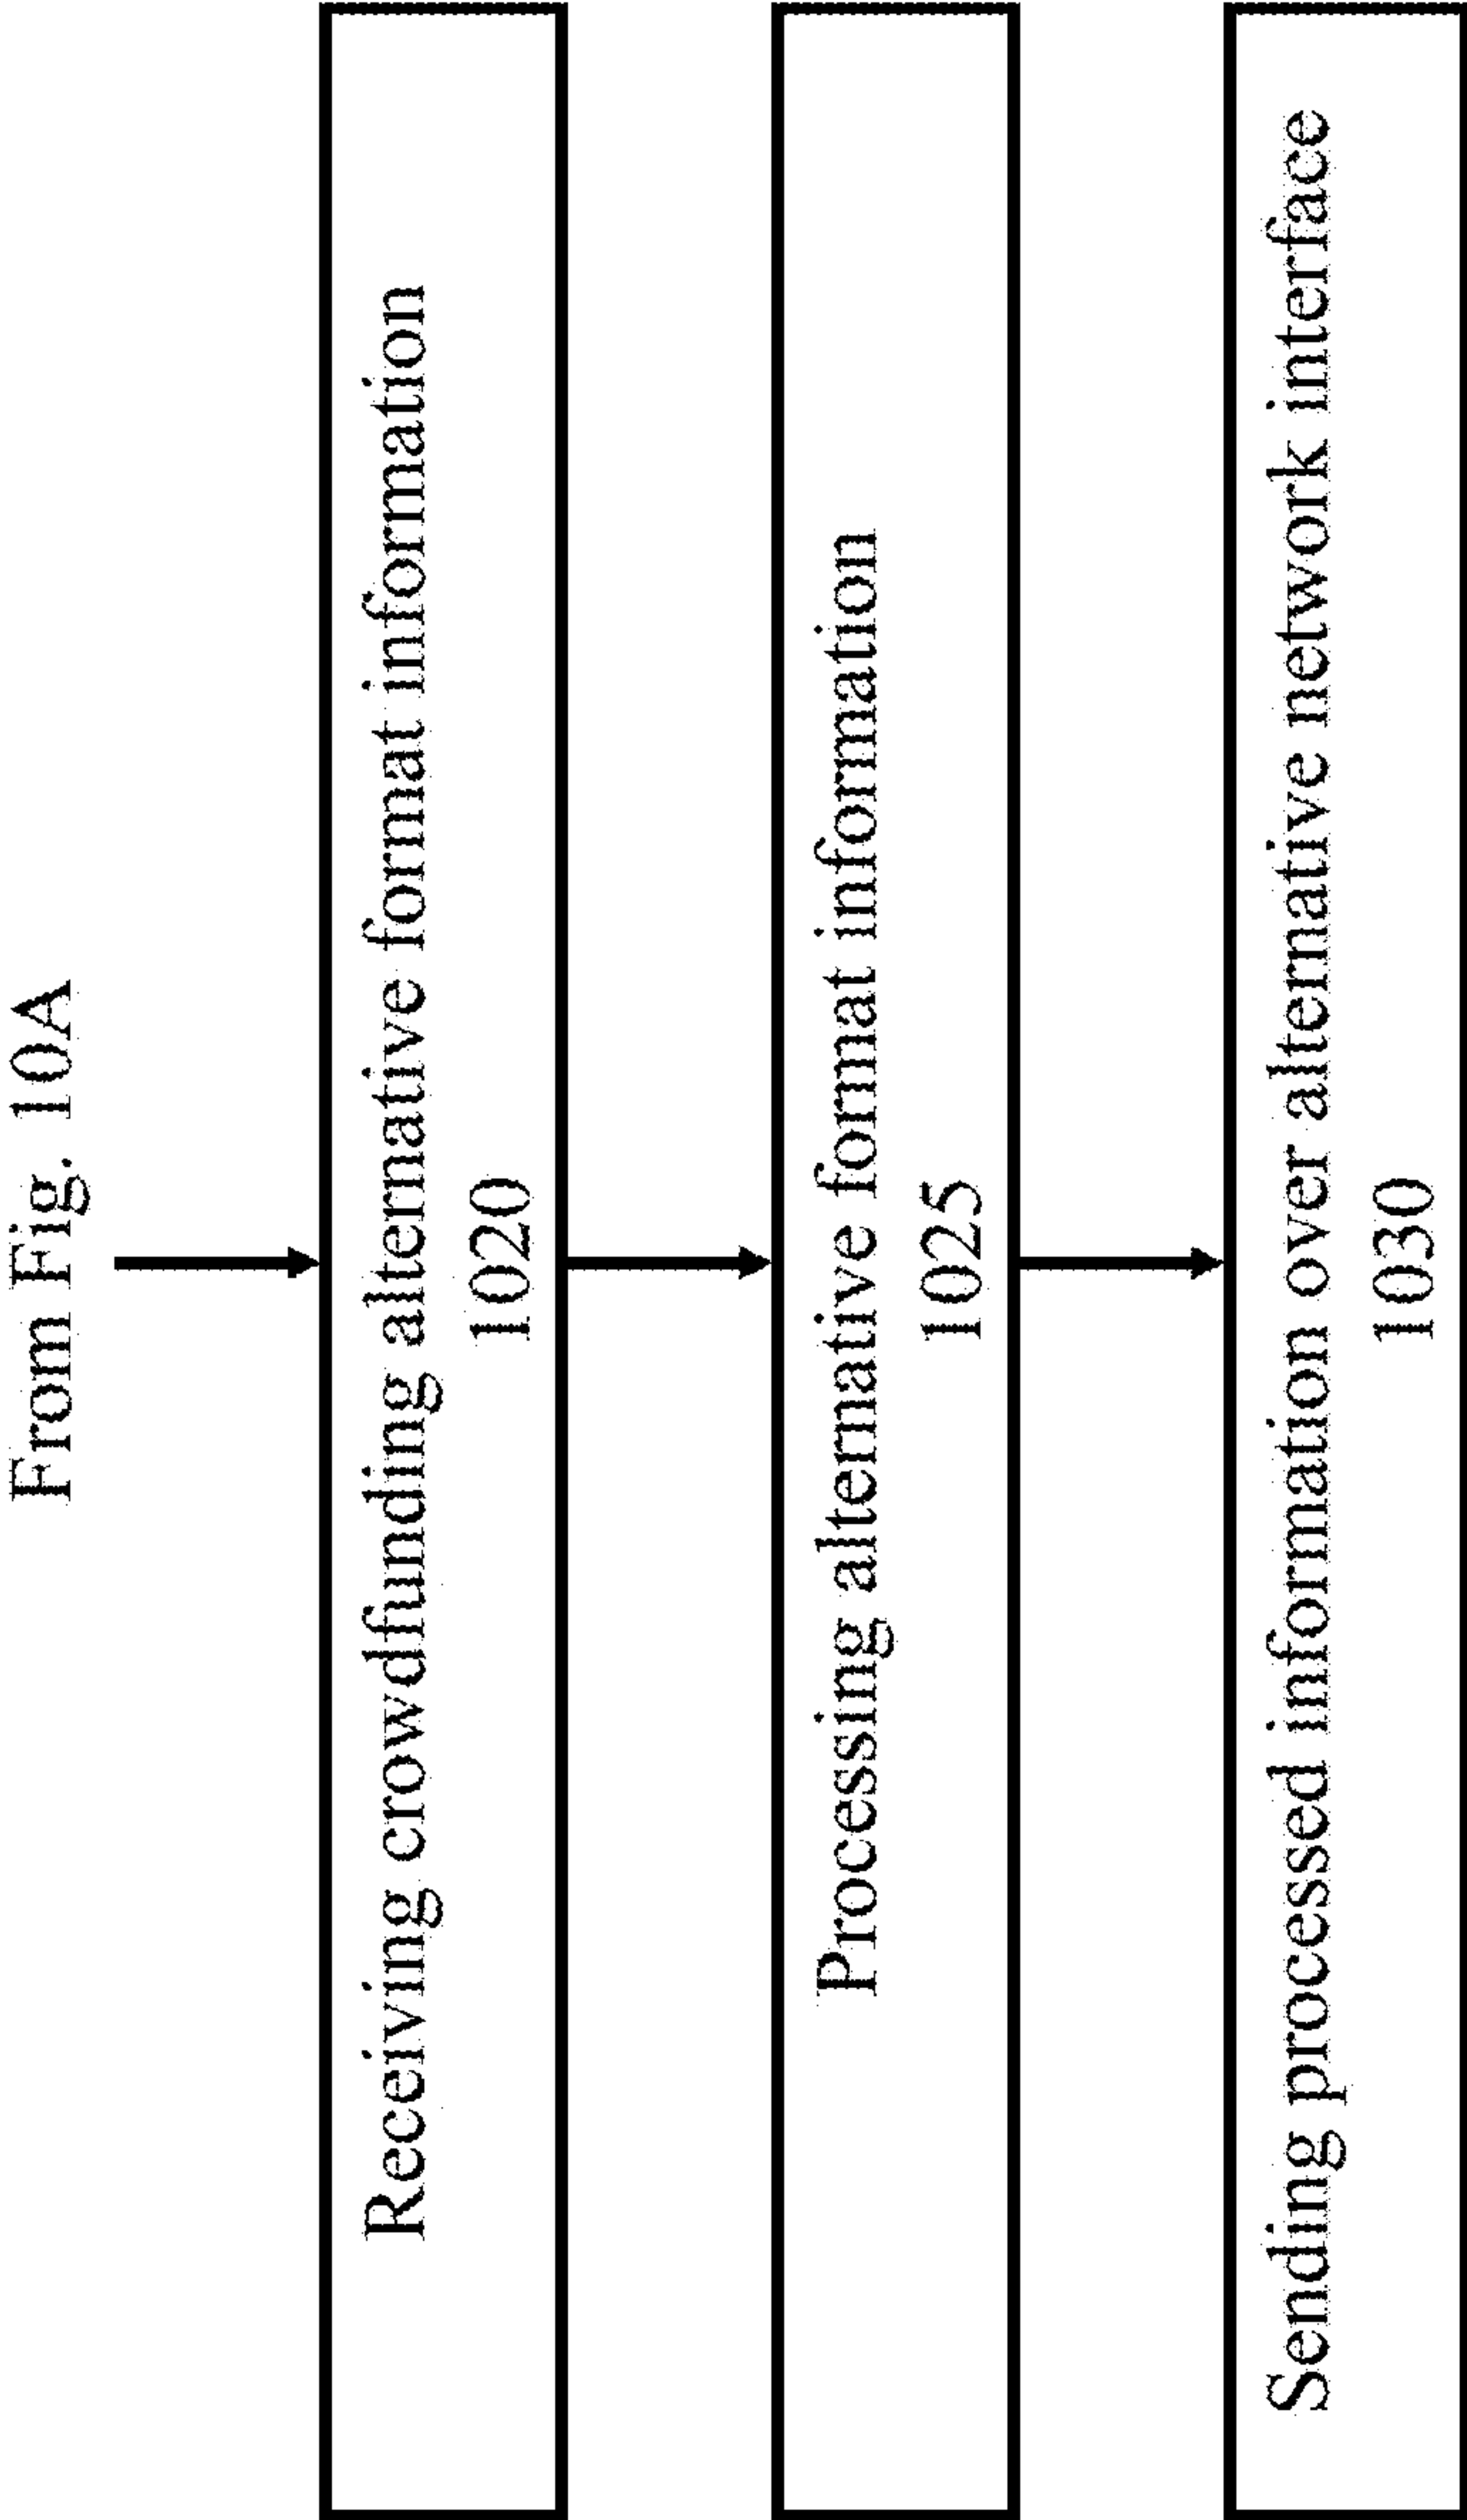 From Fig. 10A
Receiving crowdfunding alternative format information
1020
Processing alternative format information
1025
Sending processed information over alternative network interface
1030